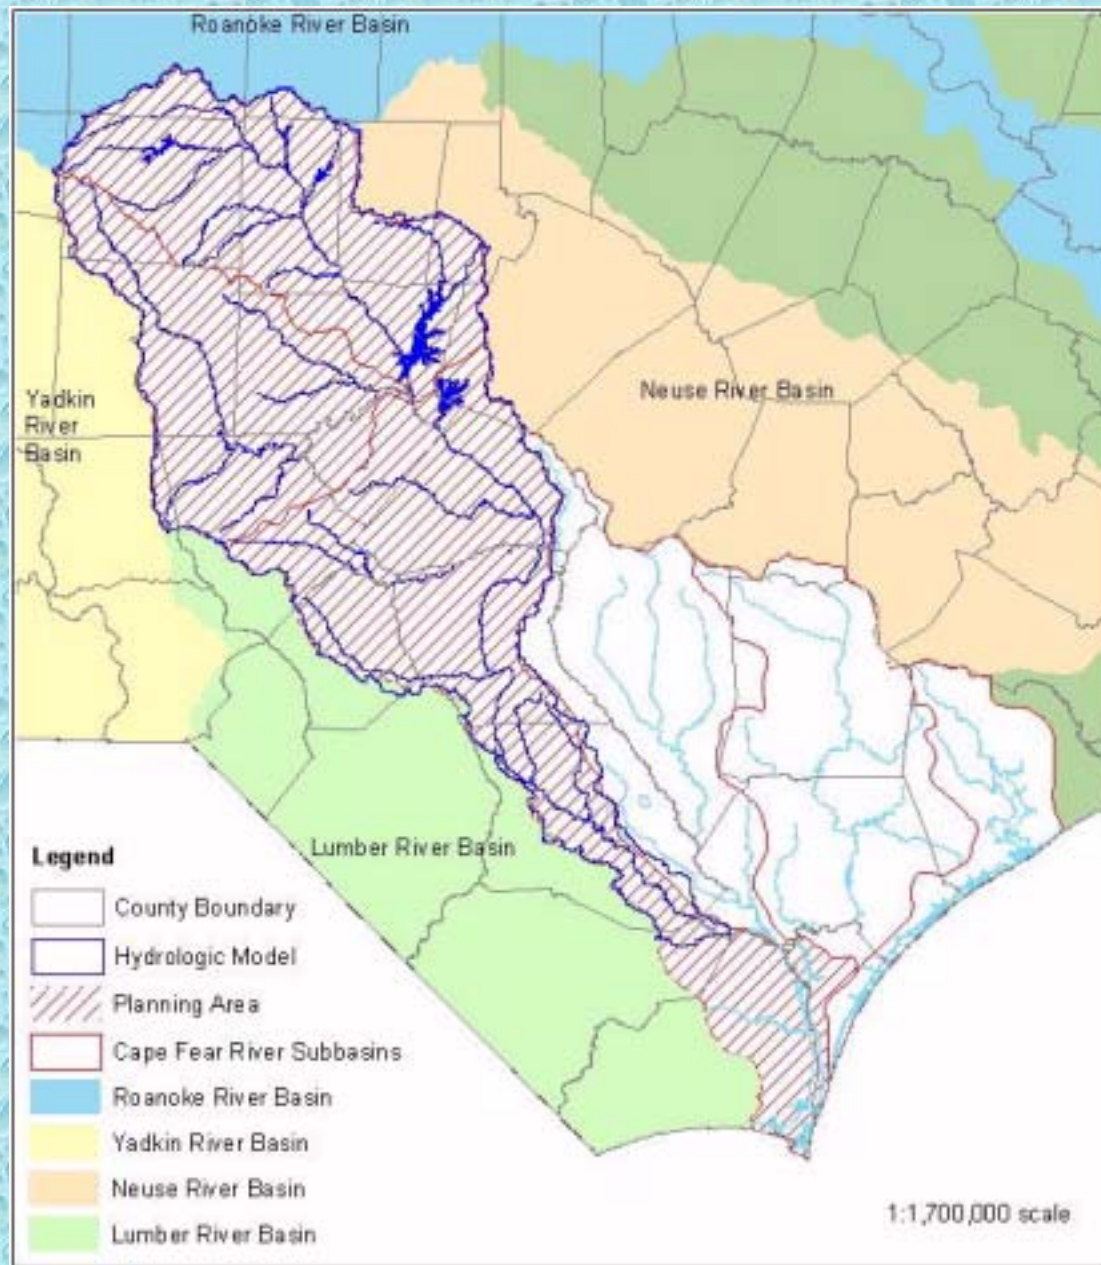 Roanoke River Basin
Neuse River Basin
Yadkin
River
Basin
Lumber River Basin
Legend
County Boundary
Hydrologic Model
Planning Area
Cape Fear River Subbasins
Roanoke River Basin
Yadkin River Basin
Neuse River Basin
Lumber River Basin
1:1,700,000 scale